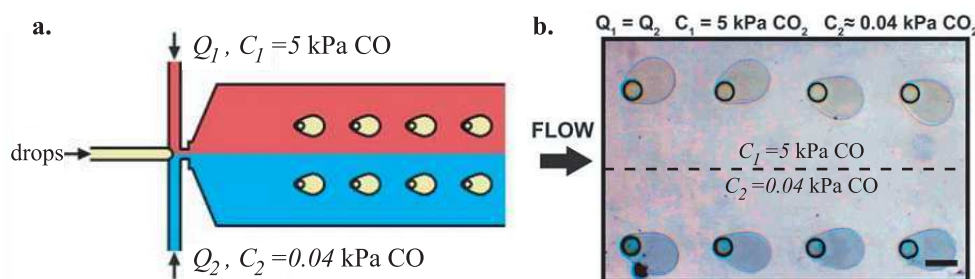 a.
Q₁ , C₁ =5 kPa CO
drops
Q₂ , C₂ =0.04 kPa CO
b.
Q₁ = Q₂ C₁ = 5 kPa CO₂ C₂≈ 0.04 kPa CO₂
FLOW
C₁ =5 kPa CO
C₂ =0.04 kPa CO